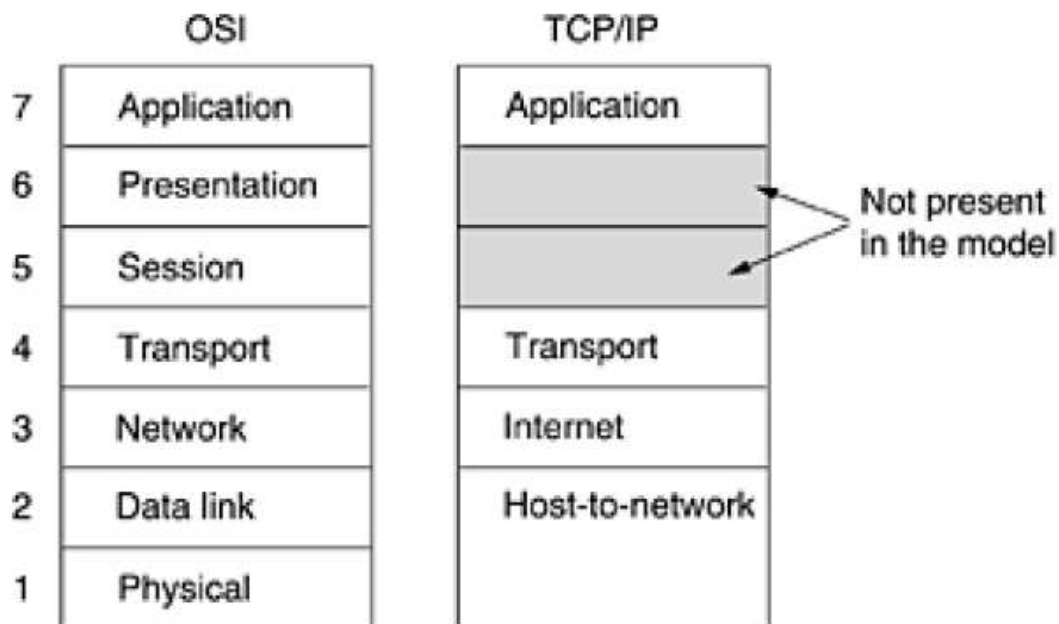 OSI TCP/IP
7 Application Application
6 Presentation
Not present
in the model
5 Session
4 Transport Transport
3 Network Internet
2 Data link Host-to-network
1 Physical